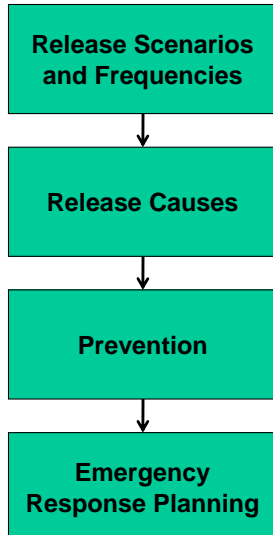 Release Scenarios
and Frequencies
Release Causes
Prevention
Emergency
Response Planning